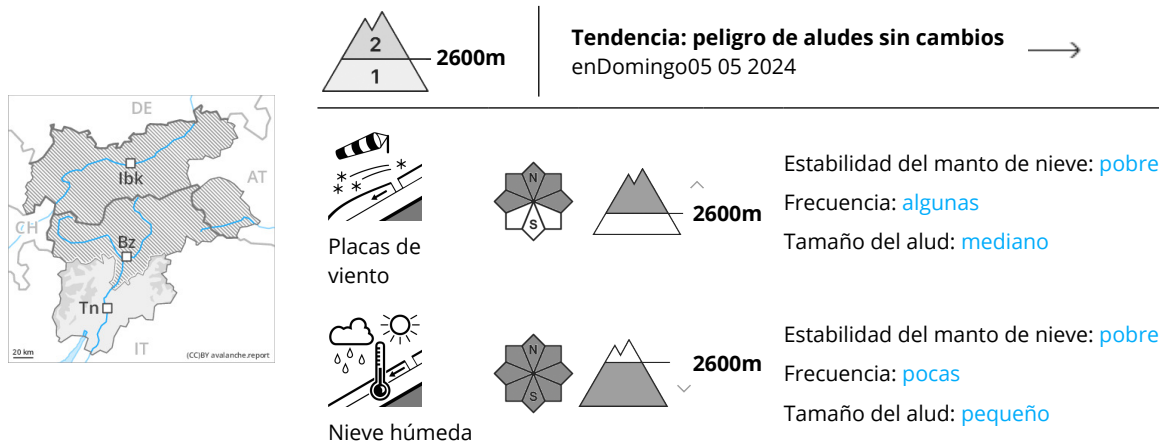 2
1
2600m
Tendencia: peligro de aludes sin cambios
enDomingo05 05 2024
DE
Ibk
AT
CH
Bz
Tn
IT
20 km
(CC)BY avalanche.report
Placas de
viento
N
S
2600m
Estabilidad del manto de nieve: pobre
Frecuencia: algunas
Tamaño del alud: mediano
Nieve húmeda
N
S
2600m
Estabilidad del manto de nieve: pobre
Frecuencia: pocas
Tamaño del alud: pequeño